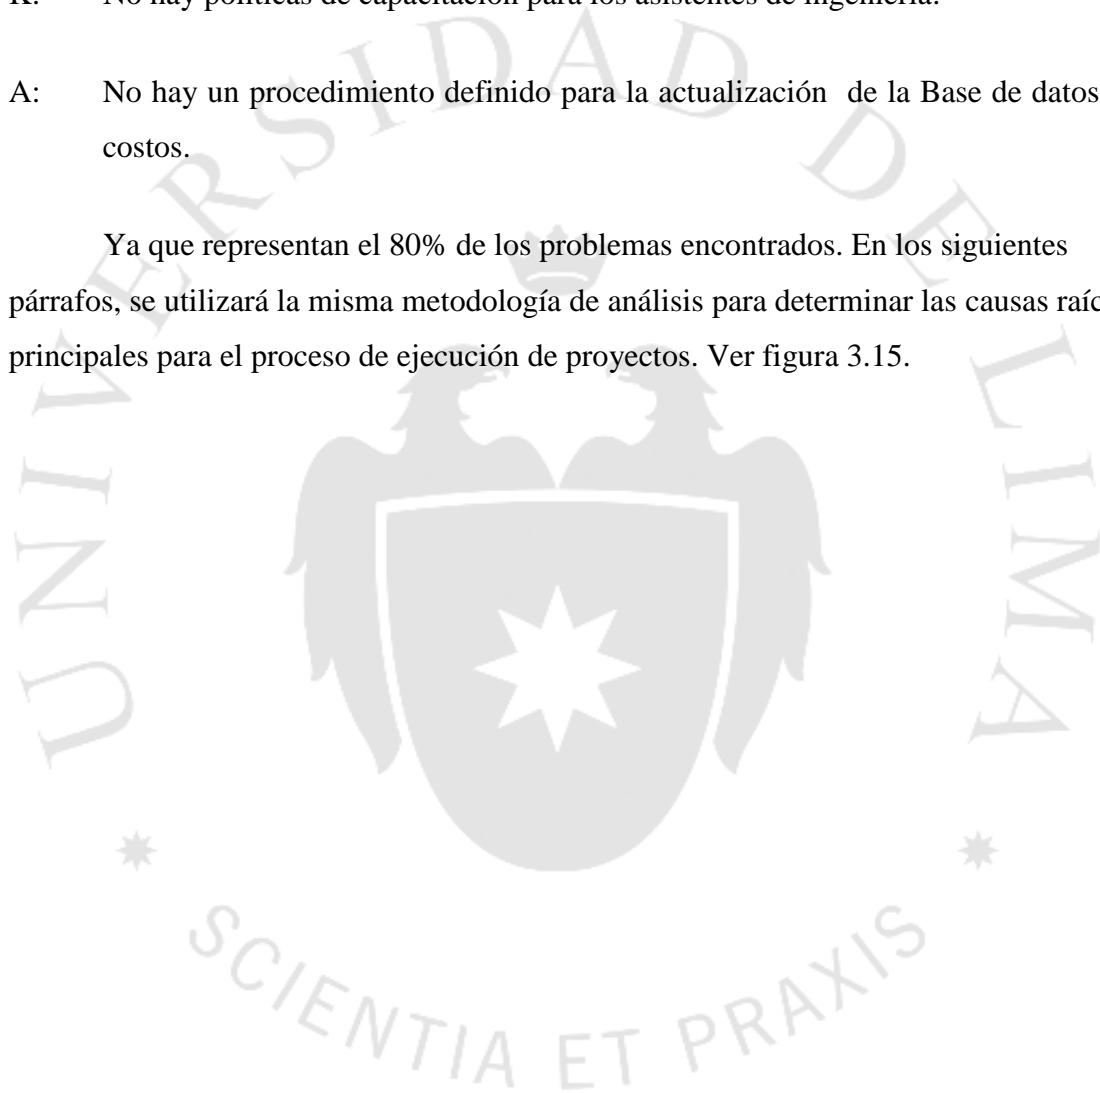 K: No hay políticas de capacitación para los asistentes de ingeniería.
A: No hay un procedimiento definido para la actualización de la Base de datos
costos.
Ya que representan el 80% de los problemas encontrados. En los siguientes
párrafos, se utilizará la misma metodología de análisis para determinar las causas raíc
principales para el proceso de ejecución de proyectos. Ver figura 3.15.
UNIVERSIDAD DE LIMA
SCIENTIA ET PRAXIS